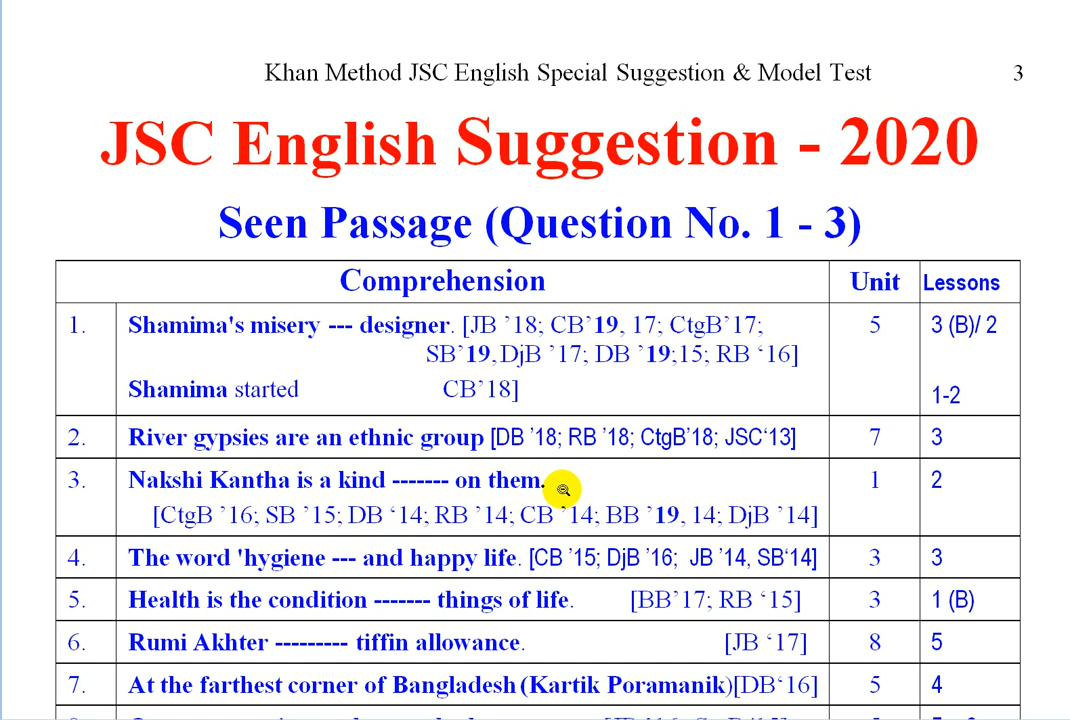 Khan Method JSC English Special Suggestion & Model Test 3
JSC English Suggestion - 2020
Seen Passage (Question No. 1 - 3)
Comprehension Unit Lessons
1. Shamima's misery --- designer. [JB ’18; CB’19, 17; CtgB’17; 5 3 (B)/ 2
SB’19, DjB ’17; DB ’19;15; RB ‘16]
Shamima started CB’18] 1-2
2. River gypsies are an ethnic group [DB ’18; RB ’18; CtgB’18; JSC‘13] 7 3
3. Nakshi Kantha is a kind ------- on them. 1 2
[CtgB ’16; SB ’15; DB ‘14; RB ’14; CB ’14; BB ’19, 14; DjB ’14]
4. The word 'hygiene --- and happy life. [CB ’15; DjB ’16; JB ’14, SB‘14] 3 3
5. Health is the condition ------- things of life. [BB’17; RB ‘15] 3 1 (B)
6. Rumi Akhter --------- tiffin allowance. [JB ‘17] 8 5
7. At the farthest corner of Bangladesh (Kartik Poramanik)[DB‘16] 5 4